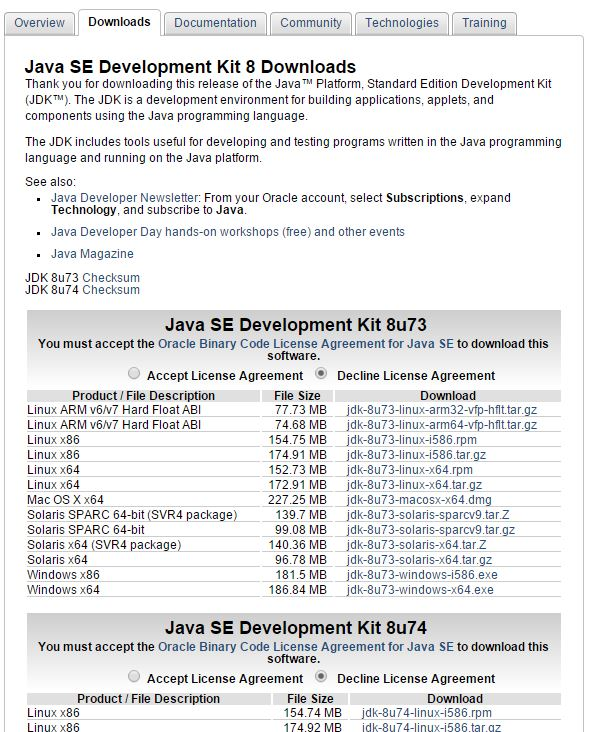 Overview Downloads Documentation Community Technologies Training
Java SE Development Kit 8 Downloads
Thank you for downloading this release of the Java™ Platform, Standard Edition Development Kit
(JDK™). The JDK is a development environment for building applications, applets, and
components using the Java programming language.
The JDK includes tools useful for developing and testing programs written in the Java programming
language and running on the Java platform.
See also:
Java Developer Newsletter: From your Oracle account, select Subscriptions, expand
Technology, and subscribe to Java.
Java Developer Day hands-on workshops (free) and other events
Java Magazine
JDK 8u73 Checksum
JDK 8u74 Checksum
Java SE Development Kit 8u73
You must accept the Oracle Binary Code License Agreement for Java SE to download this
software.
Accept License Agreement Decline License Agreement
Product / File Description File Size Download
Linux ARM v6/v7 Hard Float ABI 77.73 MB jdk-8u73-linux-arm32-vfp-hflt.tar.gz
Linux ARM v6/v7 Hard Float ABI 74.68 MB jdk-8u73-linux-arm64-vfp-hflt.tar.gz
Linux x86 154.75 MB jdk-8u73-linux-i586.rpm
Linux x86 174.91 MB jdk-8u73-linux-i586.tar.gz
Linux x64 152.73 MB jdk-8u73-linux-x64.rpm
Linux x64 172.91 MB jdk-8u73-linux-x64.tar.gz
Mac OS X x64 227.25 MB jdk-8u73-macosx-x64.dmg
Solaris SPARC 64-bit (SVR4 package) 139.7 MB jdk-8u73-solaris-sparcv9.tar.Z
Solaris SPARC 64-bit 99.08 MB jdk-8u73-solaris-sparcv9.tar.gz
Solaris x64 (SVR4 package) 140.36 MB jdk-8u73-solaris-x64.tar.Z
Solaris x64 96.78 MB jdk-8u73-solaris-x64.tar.gz
Windows x86 181.5 MB jdk-8u73-windows-i586.exe
Windows x64 186.84 MB jdk-8u73-windows-x64.exe
Java SE Development Kit 8u74
You must accept the Oracle Binary Code License Agreement for Java SE to download this
software.
Accept License Agreement Decline License Agreement
Product / File Description File Size Download
Linux x86 154.74 MB jdk-8u74-linux-i586.rpm
Linux x86 174.92 MB jdk-8u74-linux-i586.tar.gz